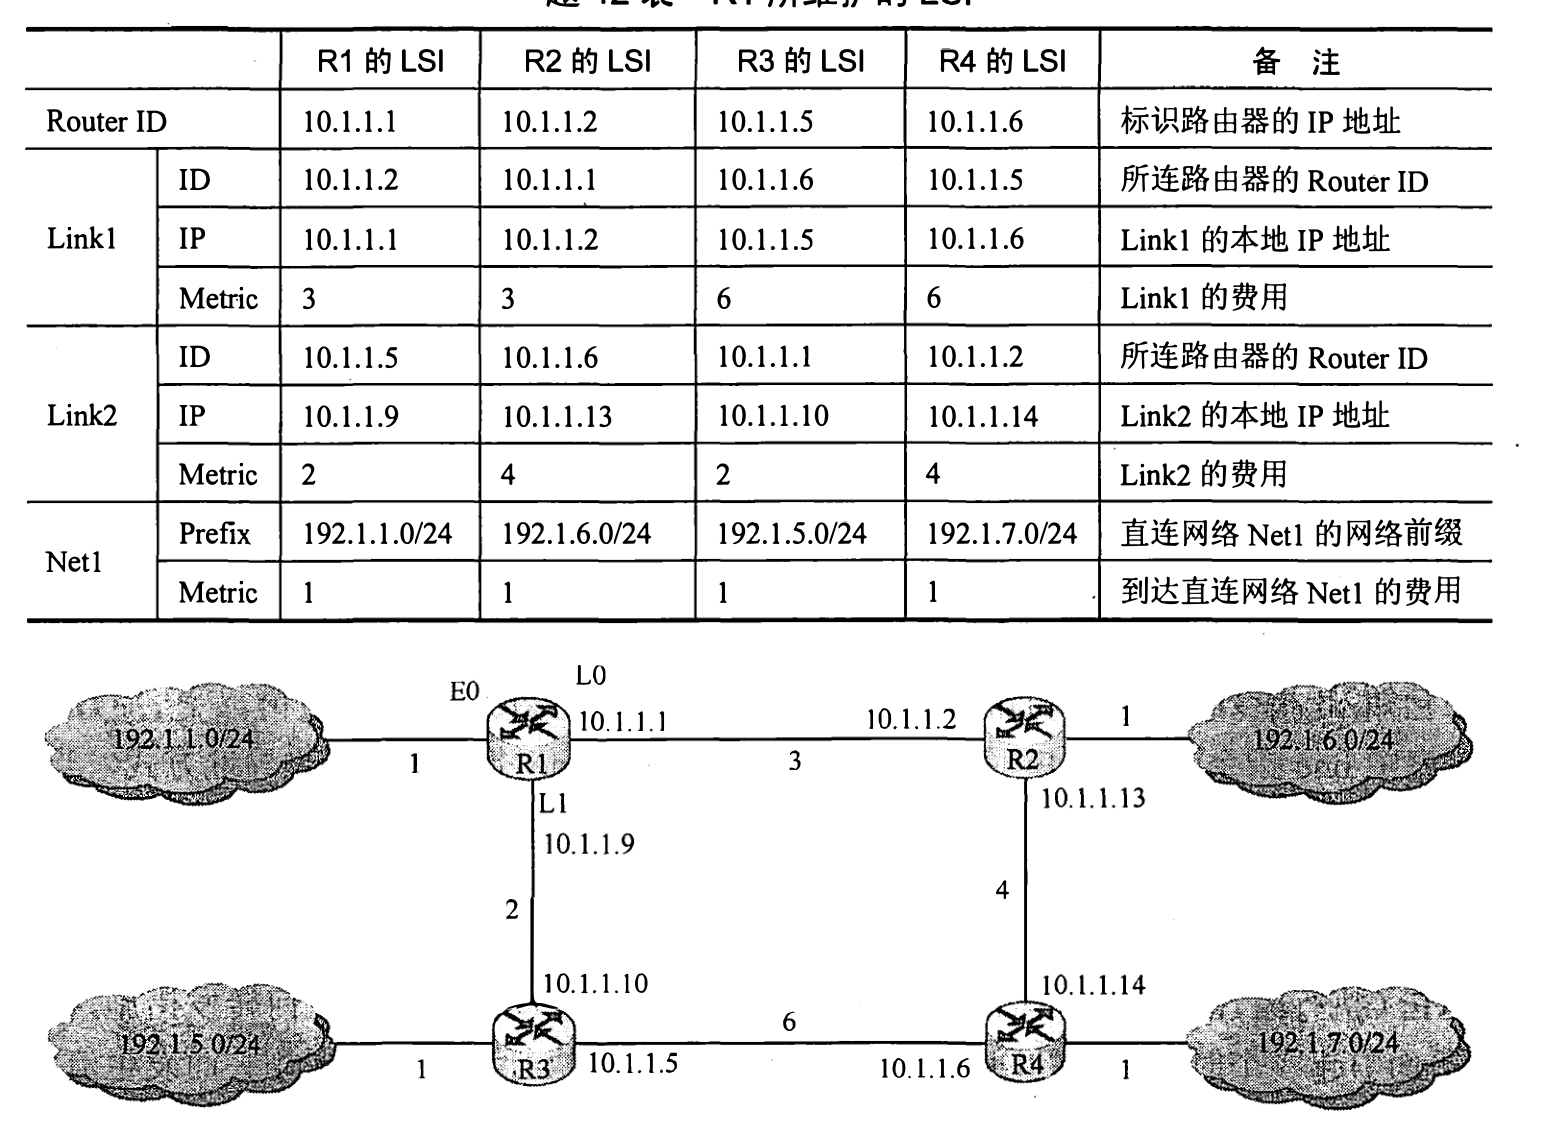 题 42 表 R1 所维护的 LSI
R1 的 LSI R2 的 LSI R3 的 LSI R4 的 LSI 备 注
Router ID 10.1.1.1 10.1.1.2 10.1.1.5 10.1.1.6 标识路由器的 IP 地址
Link1 ID 10.1.1.2 10.1.1.1 10.1.1.6 10.1.1.5 所连路由器的 Router ID
IP 10.1.1.1 10.1.1.2 10.1.1.5 10.1.1.6 Link1 的本地 IP 地址
Metric 3 3 6 6 Link1 的费用
Link2 ID 10.1.1.5 10.1.1.6 10.1.1.1 10.1.1.2 所连路由器的 Router ID
IP 10.1.1.9 10.1.1.13 10.1.1.10 10.1.1.14 Link2 的本地 IP 地址
Metric 2 4 2 4 Link2 的费用
Net1 Prefix 192.1.1.0/24 192.1.6.0/24 192.1.5.0/24 192.1.7.0/24 直连网络 Net1 的网络前缀
Metric 1 1 1 1 到达直连网络 Net1 的费用
E0 L0
10.1.1.1 10.1.1.2 1
192.1.1.0/24 192.1.6.0/24
1 R1 3 R2
L1 10.1.1.13
10.1.1.9
2 4
10.1.1.10 10.1.1.14
6
192.1.5.0/24 192.1.7.0/24
1 R3 10.1.1.5 10.1.1.6 R4 1